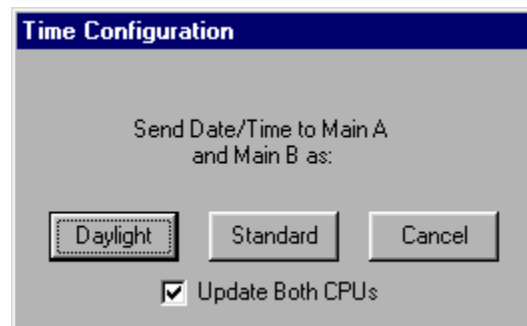 Time Configuration
Send Date/Time to Main A
and Main B as:
Daylight
Standard
Cancel
Update Both CPUs